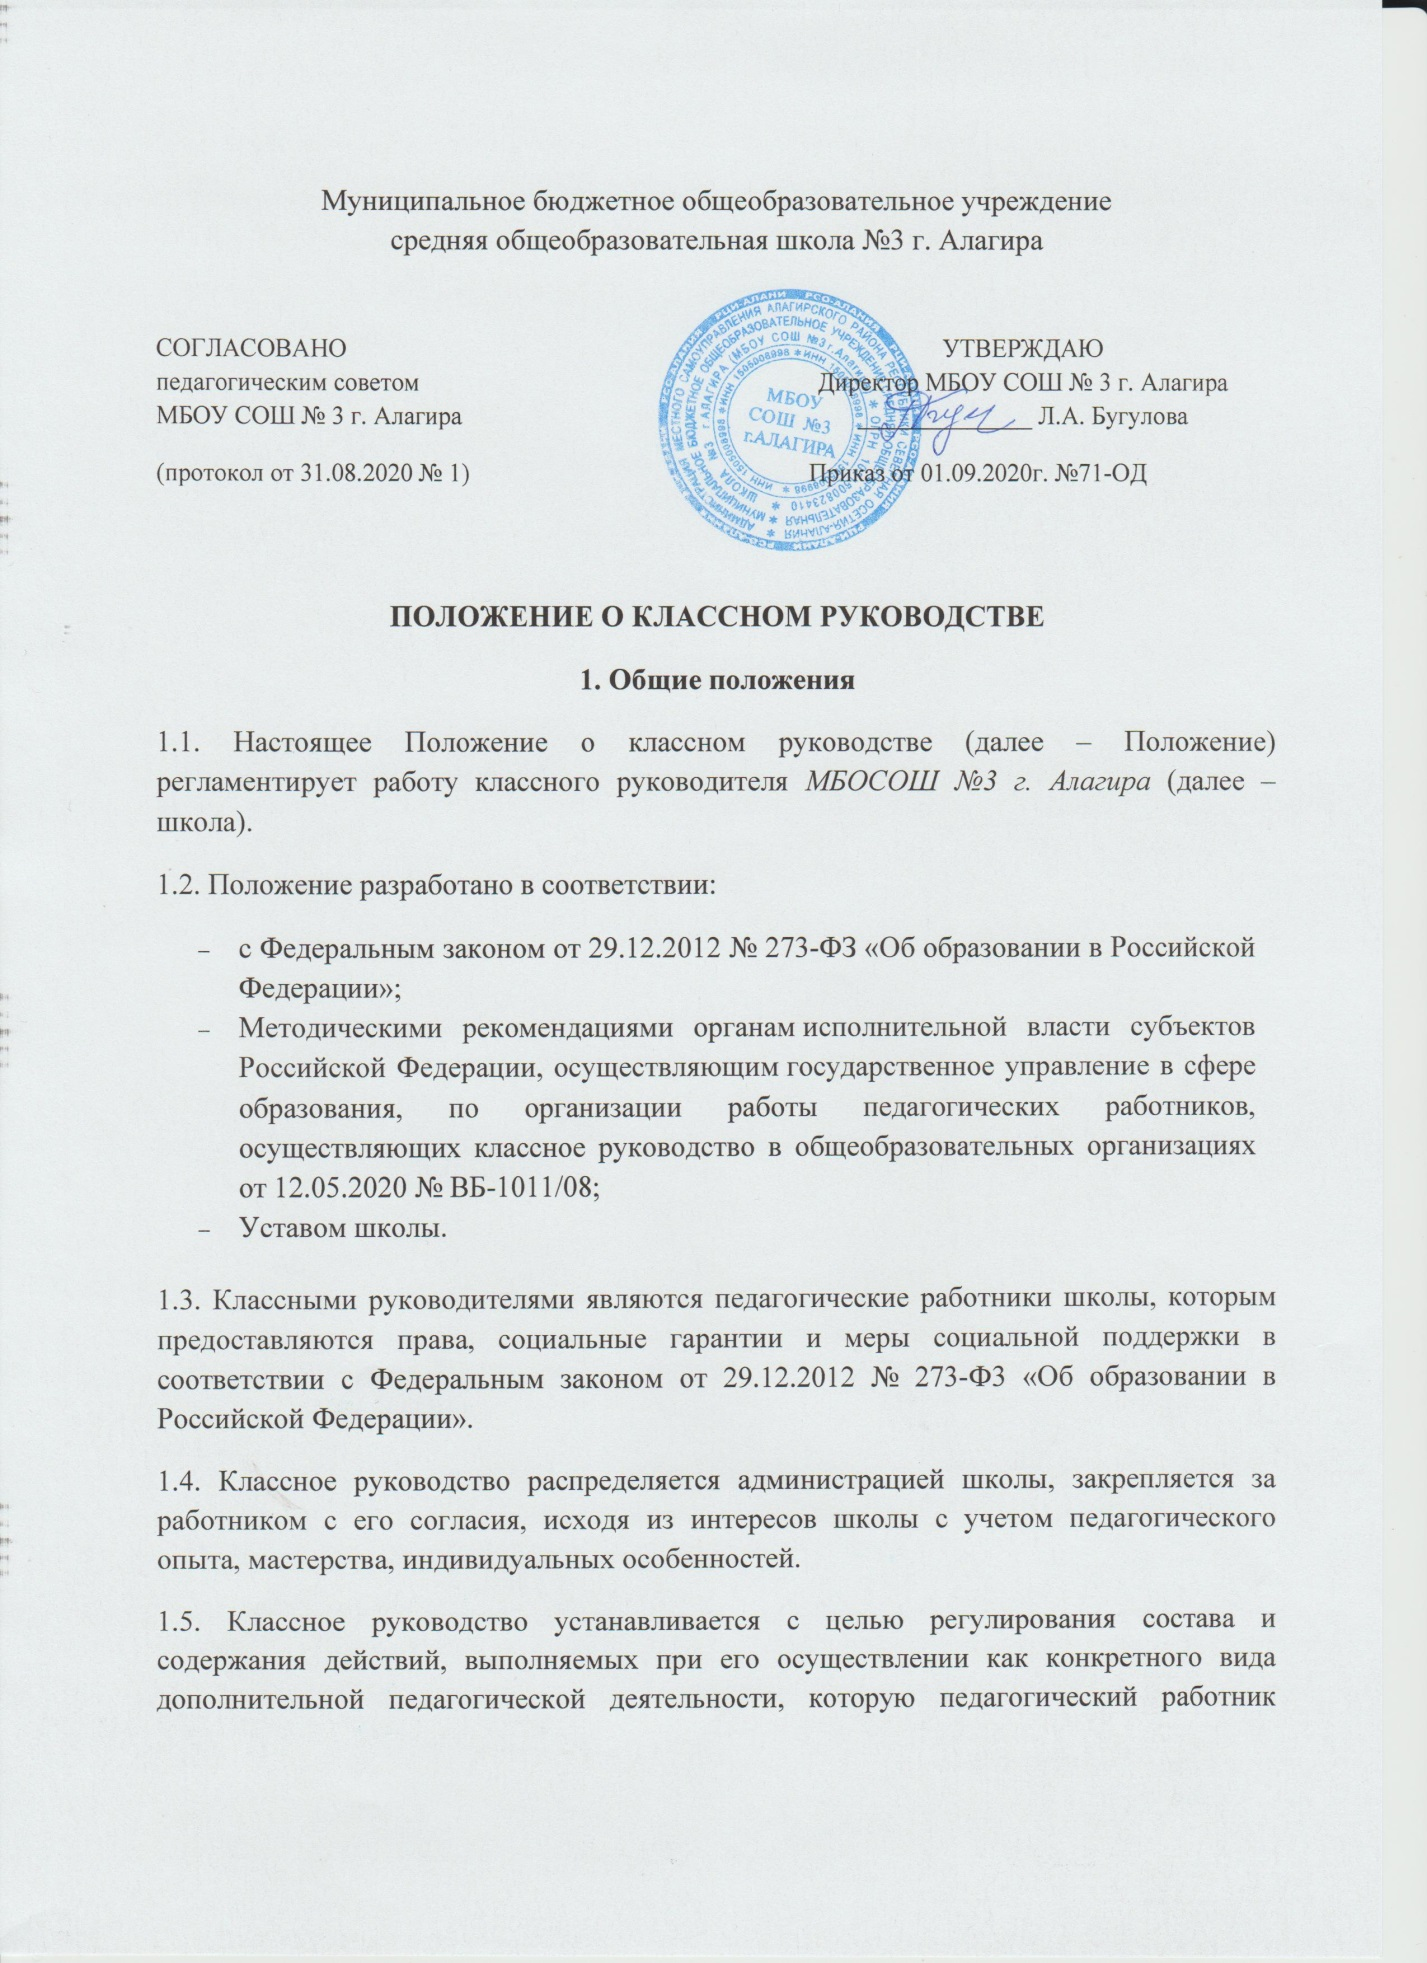 Муниципальное бюджетное общеобразовательное учреждение
средняя общеобразовательная школа №3 г. Алагира
СОГЛАСОВАНО
педагогическим советом
МБОУ СОШ № 3 г. Алагира
(протокол от 31.08.2020 № 1)
УТВЕРЖДАЮ
Директор МБОУ СОШ № 3 г. Алагира
Л.А. Бугулова
Приказ от 01.09.2020г. №71-ОД
МБОУ
СОШ №3
г.АЛАГИРА
ПОЛОЖЕНИЕ О КЛАССНОМ РУКОВОДСТВЕ
1. Общие положения
1.1. Настоящее Положение о классном руководстве (далее – Положение)
регламентирует работу классного руководителя МБОСОШ №3 г. Алагира (далее –
школа).
1.2. Положение разработано в соответствии:
– с Федеральным законом от 29.12.2012 № 273-ФЗ «Об образовании в Российской
Федерации»;
– Методическими рекомендациями органам исполнительной власти субъектов
Российской Федерации, осуществляющим государственное управление в сфере
образования, по организации работы педагогических работников,
осуществляющих классное руководство в общеобразовательных организациях
от 12.05.2020 № ВБ-1011/08;
– Уставом школы.
1.3. Классными руководителями являются педагогические работники школы, которым
предоставляются права, социальные гарантии и меры социальной поддержки в
соответствии с Федеральным законом от 29.12.2012 № 273-ФЗ «Об образовании в
Российской Федерации».
1.4. Классное руководство распределяется администрацией школы, закрепляется за
работником с его согласия, исходя из интересов школы с учетом педагогического
опыта, мастерства, индивидуальных особенностей.
1.5. Классное руководство устанавливается с целью регулирования состава и
содержания действий, выполняемых при его осуществлении как конкретного вида
дополнительной педагогической деятельности, которую педагогический работник